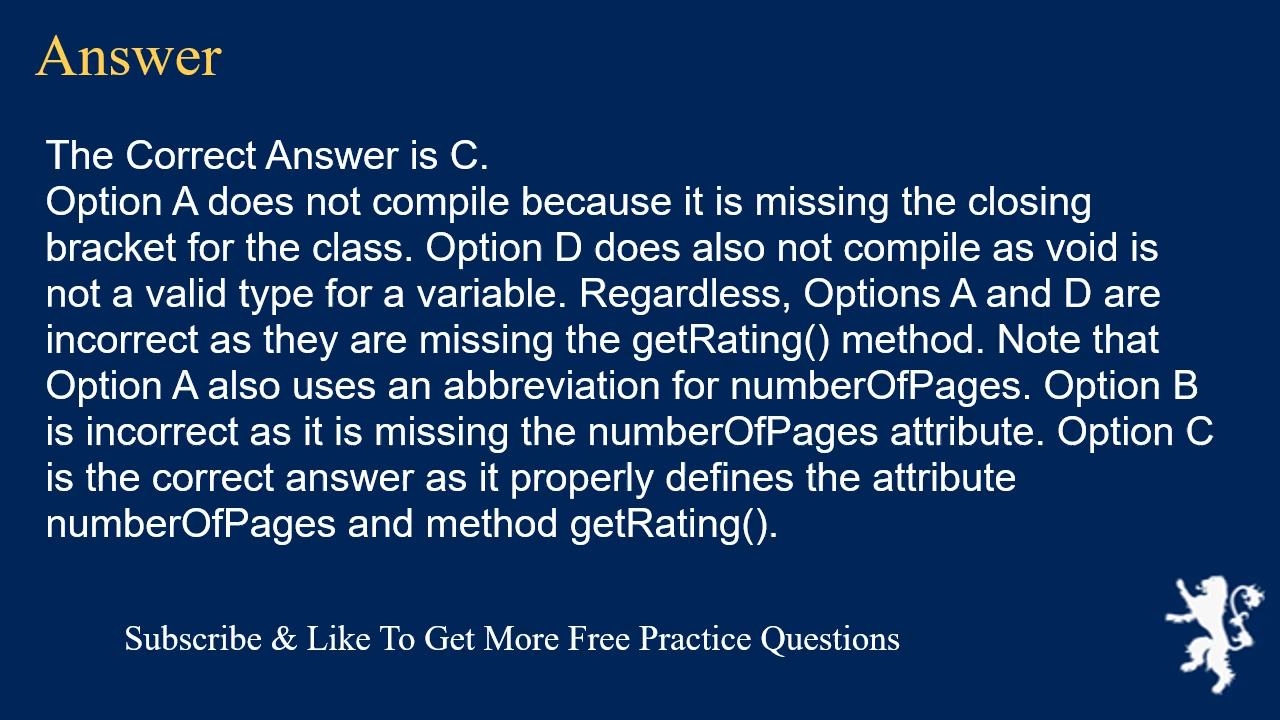 Answer
The Correct Answer is C.
Option A does not compile because it is missing the closing
bracket for the class. Option D does also not compile as void is
not a valid type for a variable. Regardless, Options A and D are
incorrect as they are missing the getRating() method. Note that
Option A also uses an abbreviation for numberOfPages. Option B
is incorrect as it is missing the numberOfPages attribute. Option C
is the correct answer as it properly defines the attribute
numberOfPages and method getRating().
Subscribe & Like To Get More Free Practice Questions